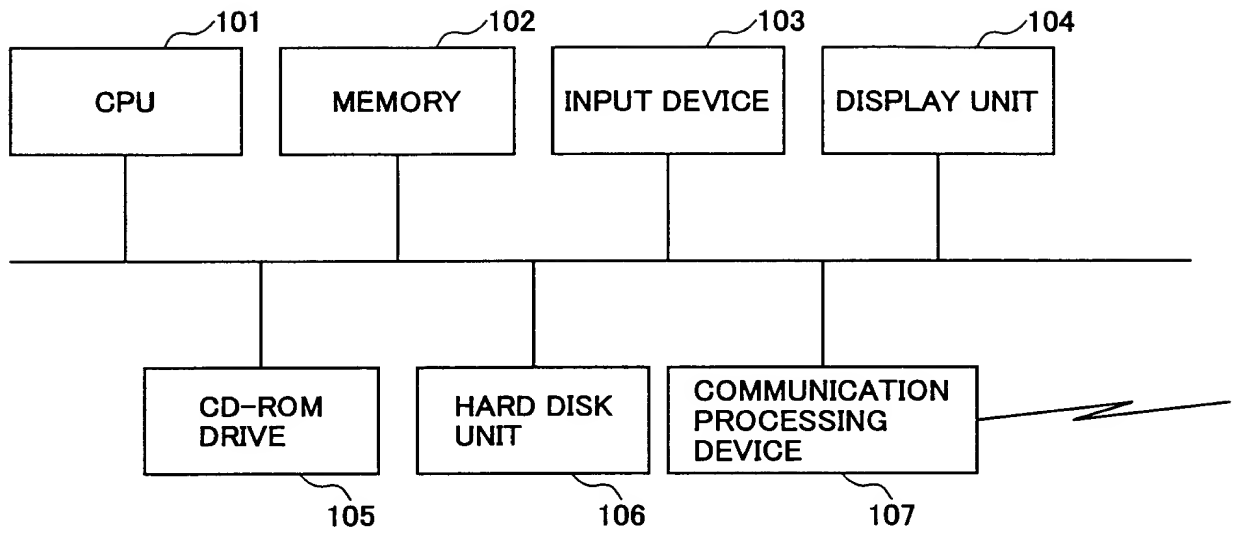 101
102
103
104
CPU
MEMORY
INPUT DEVICE
DISPLAY UNIT
CD-ROM
DRIVE
HARD DISK
UNIT
COMMUNICATION
PROCESSING
DEVICE
105
106
107